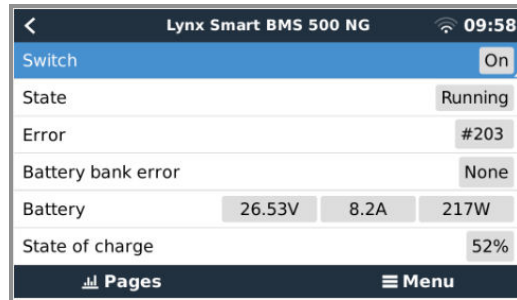 Lynx Smart BMS 500 NG 09:58
Switch On
State Running
Error #203
Battery bank error None
Battery 26.53V 8.2A 217W
State of charge 52%
Pages Menu